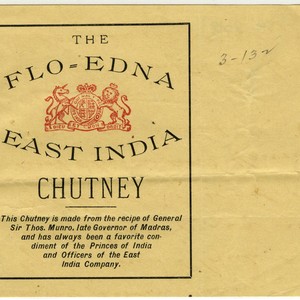 THE
FLO=EDNA
EAST INDIA
CHUTNEY
This Chutney is made from the recipe of General
Sir Thos. Munro, late Governor of Madras,
and has always been a favorite con-
diment of the Princes of India
and Officers of the East
India Company.
3-13-